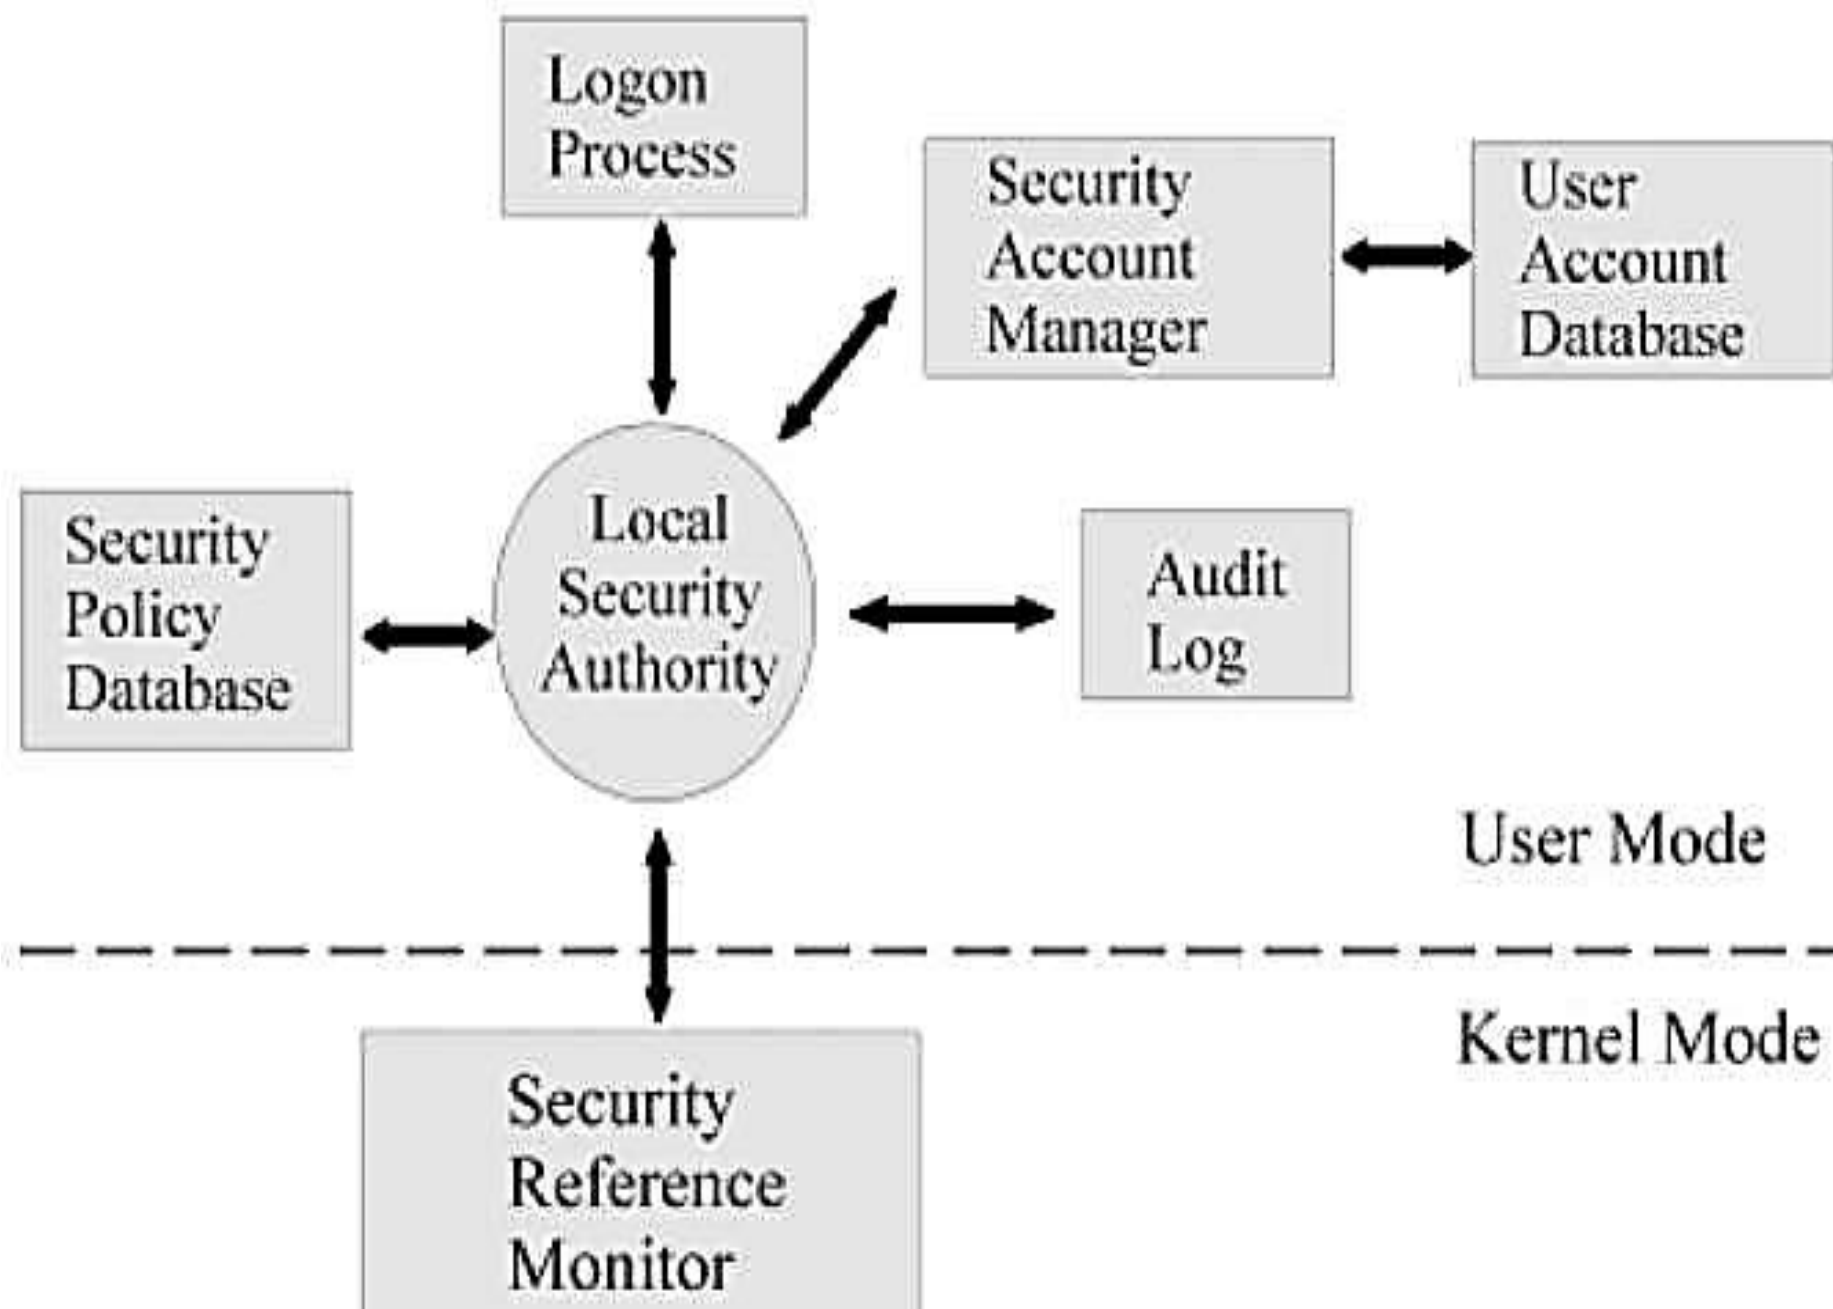 Logon
Process
Security
Account
Manager
User
Account
Database
Security
Policy
Database
Local
Security
Authority
Audit
Log
User Mode
Kernel Mode
Security
Reference
Monitor